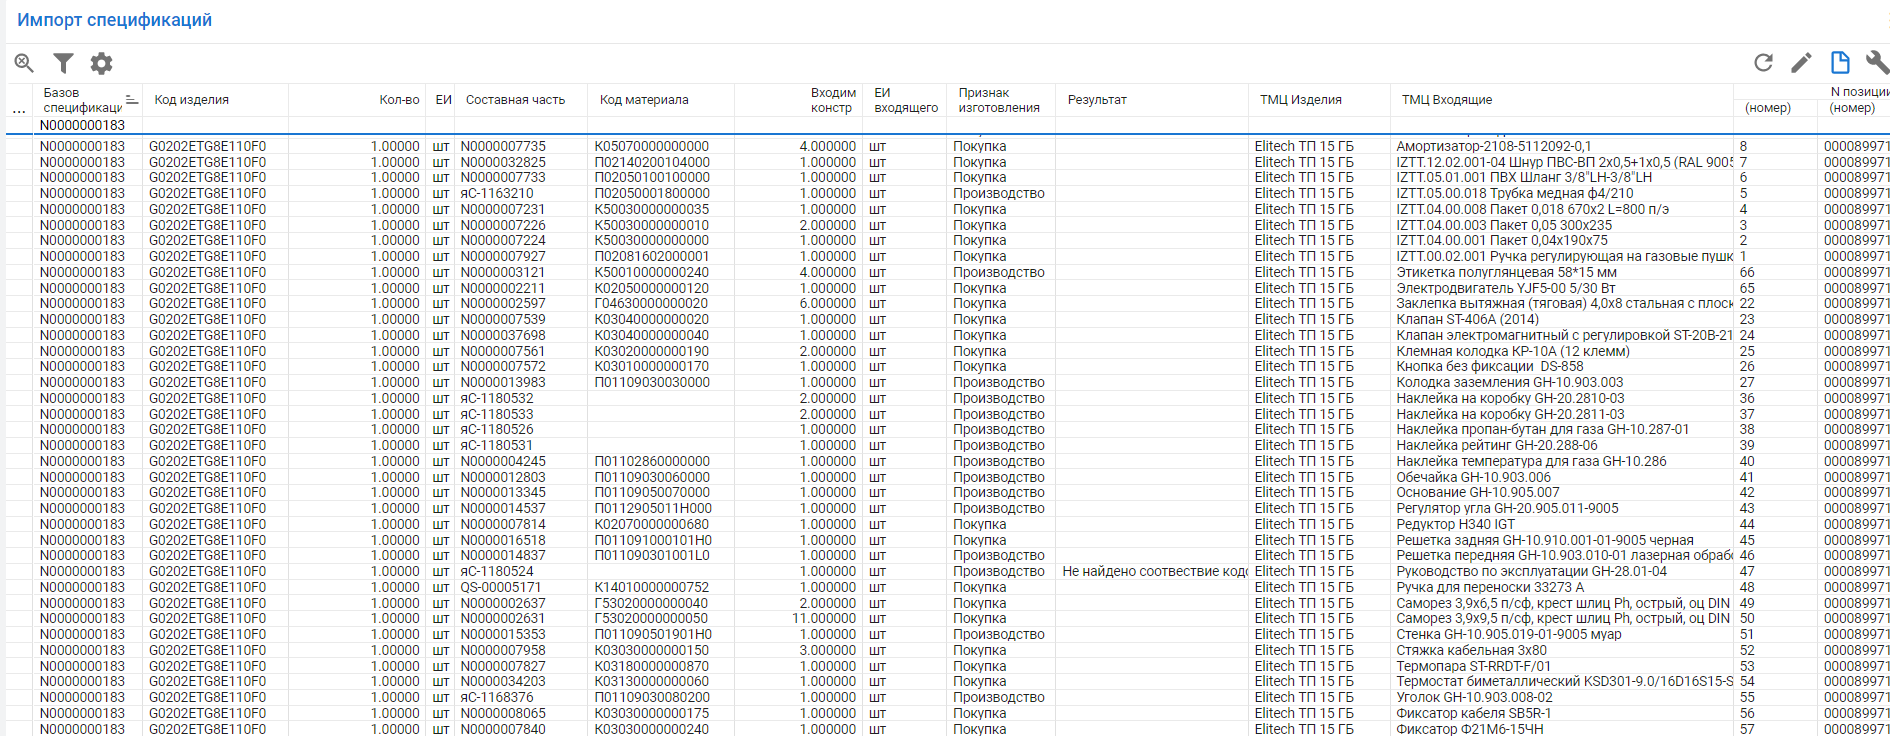 Импорт спецификаций
N позиции
Базов спецификаци Код изделия Кол-во ЕИ Составная часть Код материала Входим констр ЕИ входящего Признак изготовления Результат ТМЦ Изделия ТМЦ Входящие (номер) (номер)
...
N0000000183
N0000000183 G0202ETG8E110F0 1.00000 шт N0000007735 К05070000000000 4.000000 шт Покупка Elitech ТП 15 ГБ Амортизатор-2108-5112092-0,1 8 000089971
N0000000183 G0202ETG8E110F0 1.00000 шт N0000032825 П02140200104000 1.000000 шт Покупка Elitech ТП 15 ГБ IZTT.12.02.001-04 Шнур ПВС-ВП 2x0,5+1x0,5 (RAL 9005 7 000089971
N0000000183 G0202ETG8E110F0 1.00000 шт N0000007733 П02050100100000 1.000000 шт Покупка Elitech ТП 15 ГБ IZTT.05.01.001 ПВХ Шланг 3/8"LH-3/8"LH 6 000089971
N0000000183 G0202ETG8E110F0 1.00000 шт яС-1163210 П02050001800000 1.000000 шт Производство Elitech ТП 15 ГБ IZTT.05.00.018 Трубка медная ф4/210 5 000089971
N0000000183 G0202ETG8E110F0 1.00000 шт N0000007231 К50030000000035 1.000000 шт Покупка Elitech ТП 15 ГБ IZTT.04.00.008 Пакет 0,018 670x2 L=800 п/э 4 000089971
N0000000183 G0202ETG8E110F0 1.00000 шт N0000007226 К50030000000010 2.000000 шт Покупка Elitech ТП 15 ГБ IZTT.04.00.003 Пакет 0,05 300x235 3 000089971
N0000000183 G0202ETG8E110F0 1.00000 шт N0000007224 К50030000000000 1.000000 шт Покупка Elitech ТП 15 ГБ IZTT.04.00.001 Пакет 0,04x190x75 2 000089971
N0000000183 G0202ETG8E110F0 1.00000 шт N0000007927 П02081602000001 1.000000 шт Покупка Elitech ТП 15 ГБ IZTT.00.02.001 Ручка регулирующая на газовые пушк 1 000089971
N0000000183 G0202ETG8E110F0 1.00000 шт N0000003121 К50010000000240 4.000000 шт Производство Elitech ТП 15 ГБ Этикетка полуглянцевая 58*15 мм 66 000089971
N0000000183 G0202ETG8E110F0 1.00000 шт N0000002211 К02050000000120 1.000000 шт Покупка Elitech ТП 15 ГБ Электродвигатель YJF5-00 5/30 Вт 65 000089971
N0000000183 G0202ETG8E110F0 1.00000 шт N0000002597 Г04630000000020 6.000000 шт Покупка Elitech ТП 15 ГБ Заклепка вытяжная (тяговая) 4,0x8 стальная с плоск 22 000089971
N0000000183 G0202ETG8E110F0 1.00000 шт N0000007539 К03040000000020 1.000000 шт Покупка Elitech ТП 15 ГБ Клапан ST-406A (2014) 23 000089971
N0000000183 G0202ETG8E110F0 1.00000 шт N0000037698 К03040000000040 1.000000 шт Покупка Elitech ТП 15 ГБ Клапан электромагнитный с регулировкой ST-20B-21 24 000089971
N0000000183 G0202ETG8E110F0 1.00000 шт N0000007561 К03020000000190 2.000000 шт Покупка Elitech ТП 15 ГБ Клемная колодка КР-10А (12 клемм) 25 000089971
N0000000183 G0202ETG8E110F0 1.00000 шт N0000007572 К03010000000170 1.000000 шт Покупка Elitech ТП 15 ГБ Кнопка без фиксации DS-858 26 000089971
N0000000183 G0202ETG8E110F0 1.00000 шт N0000013983 П01109030030000 1.000000 шт Производство Elitech ТП 15 ГБ Колодка заземления GH-10.903.003 27 000089971
N0000000183 G0202ETG8E110F0 1.00000 шт яС-1180532 2.000000 шт Производство Elitech ТП 15 ГБ Наклейка на коробку GH-20.2810-03 36 000089971
N0000000183 G0202ETG8E110F0 1.00000 шт яС-1180533 2.000000 шт Производство Elitech ТП 15 ГБ Наклейка на коробку GH-20.2811-03 37 000089971
N0000000183 G0202ETG8E110F0 1.00000 шт яС-1180526 1.000000 шт Производство Elitech ТП 15 ГБ Наклейка пропан-бутан для газа GH-10.287-01 38 000089971
N0000000183 G0202ETG8E110F0 1.00000 шт яС-1180531 1.000000 шт Производство Elitech ТП 15 ГБ Наклейка рейтинг GH-20.288-06 39 000089971
N0000000183 G0202ETG8E110F0 1.00000 шт N0000004245 П01102860000000 1.000000 шт Производство Elitech ТП 15 ГБ Наклейка температура для газа GH-10.286 40 000089971
N0000000183 G0202ETG8E110F0 1.00000 шт N0000012803 П01109030060000 1.000000 шт Производство Elitech ТП 15 ГБ Обечайка GH-10.903.006 41 000089971
N0000000183 G0202ETG8E110F0 1.00000 шт N0000013345 П01109050070000 1.000000 шт Производство Elitech ТП 15 ГБ Основание GH-10.905.007 42 000089971
N0000000183 G0202ETG8E110F0 1.00000 шт N0000014537 П0112905011Н000 1.000000 шт Производство Elitech ТП 15 ГБ Регулятор угла GH-20.905.011-9005 43 000089971
N0000000183 G0202ETG8E110F0 1.00000 шт N0000007814 К02070000000680 1.000000 шт Покупка Elitech ТП 15 ГБ Редуктор H340 IGT 44 000089971
N0000000183 G0202ETG8E110F0 1.00000 шт N0000016518 П011091000101Н0 1.000000 шт Покупка Elitech ТП 15 ГБ Решетка задняя GH-10.910.001-01-9005 черная 45 000089971
N0000000183 G0202ETG8E110F0 1.00000 шт N0000014837 П011090301001L0 1.000000 шт Производство Elitech ТП 15 ГБ Решетка передняя GH-10.903.010-01 лазерная обрабо 46 000089971
N0000000183 G0202ETG8E110F0 1.00000 шт яС-1180524 1.000000 шт Производство Не найдено соотвествие кодо Elitech ТП 15 ГБ Руководство по эксплуатации GH-28.01-04 47 000089971
N0000000183 G0202ETG8E110F0 1.00000 шт QS-00005171 К14010000000752 1.000000 шт Покупка Elitech ТП 15 ГБ Ручка для переноски 33273 А 48 000089971
N0000000183 G0202ETG8E110F0 1.00000 шт N0000002637 Г53020000000040 2.000000 шт Покупка Elitech ТП 15 ГБ Саморез 3,9x6,5 п/сф, крест шлиц Ph, острый, оц DIN 49 000089971
N0000000183 G0202ETG8E110F0 1.00000 шт N0000002631 Г53020000000050 11.000000 шт Покупка Elitech ТП 15 ГБ Саморез 3,9x9,5 п/сф, крест шлиц Ph, острый, оц DIN 50 000089971
N0000000183 G0202ETG8E110F0 1.00000 шт N0000015353 П011090501901Н0 1.000000 шт Производство Elitech ТП 15 ГБ Стенка GH-10.905.019-01-9005 муар 51 000089971
N0000000183 G0202ETG8E110F0 1.00000 шт N0000007958 К03030000000150 3.000000 шт Покупка Elitech ТП 15 ГБ Стяжка кабельная 3x80 52 000089971
N0000000183 G0202ETG8E110F0 1.00000 шт N0000007827 К03180000000870 1.000000 шт Покупка Elitech ТП 15 ГБ Термопара ST-RRDT-F/01 53 000089971
N0000000183 G0202ETG8E110F0 1.00000 шт N0000034203 К03130000000060 1.000000 шт Покупка Elitech ТП 15 ГБ Термостат биметаллический KSD301-9.0/16D16S15-S 54 000089971
N0000000183 G0202ETG8E110F0 1.00000 шт яС-1168376 П01109030080200 1.000000 шт Производство Elitech ТП 15 ГБ Уголок GH-10.903.008-02 55 000089971
N0000000183 G0202ETG8E110F0 1.00000 шт N0000008065 К03030000000175 1.000000 шт Покупка Elitech ТП 15 ГБ Фиксатор кабеля SB5R-1 56 000089971
N0000000183 G0202ETG8E110F0 1.00000 шт N0000007840 К03030000000240 1.000000 шт Покупка Elitech ТП 15 ГБ Фиксатор Ф21М6-15ЧН 57 000089971